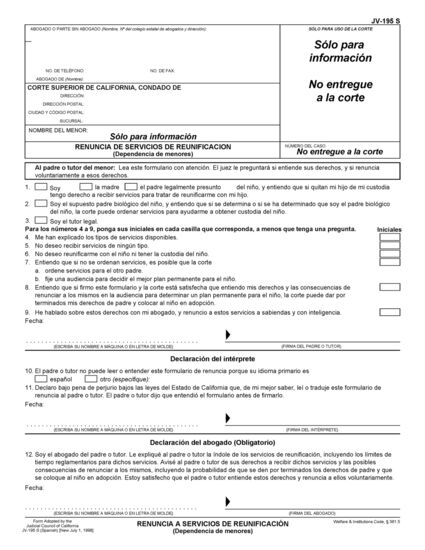 JV-195 S
ABOGADO O PARTE SIN ABOGADO (Nombre, Nº del colegio estatal de abogados y dirección):
SÓLO PARA USO DE LA CORTE
Sólo para
información
NO. DE TELÉFONO
NO. DE FAX
ABOGADO DE (Nombre)
No entregue
a la corte
CORTE SUPERIOR DE CALIFORNIA, CONDADO DE
DIRECCIÓN
DIRECCIÓN POSTAL
CIUDAD Y CÓDIGO POSTAL
SUCURSAL
NOMBRE DEL MENOR:
Sólo para información
RENUNCIA DE SERVICIOS DE REUNIFICACION
(Dependencia de menores)
NÚMERO DEL CASO
No entregue a la corte
Al padre o tutor del menor: Lea este formulario con atención. El juez le preguntará si entiende sus derechos, y si renuncia
voluntariamente a esos derechos.
1. Soy la madre el padre legalmente presunto del niño, y entiendo que si quitan mi hijo de mi custodia
tengo derecho a recibir servicios para tratar de reunificarme con mi hijo.
2. Soy el supuesto padre biológico del niño, y entiendo que si se determina o si se ha determinado que soy el padre biológico
del niño, la corte puede ordenar servicios para ayudarme a obtener custodia del niño.
3. Soy el tutor legal.
Para los números 4 a 9, ponga sus iniciales en cada casilla que corresponda, a menos que tenga una pregunta.
Iniciales
4. Me han explicado los tipos de servicios disponibles.
5. No deseo recibir servicios de ningún tipo.
6. No deseo reunificarme con el niño ni tener la custodia del niño.
7. Entiendo que si no se ordenan servicios, es posible que la corte
a. ordene servicios para el otro padre.
b. fije una audiencia para decidir el mejor plan permanente para el niño.
8. Entiendo que si firmo este formulario y la corte está satisfecha que entiendo mis derechos y las consecuencias de
renunciar a los mismos en la audiencia para determinar un plan permanente para el niño, la corte puede dar por
terminados mis derechos de padre y colocar al niño en adopción.
9. He hablado sobre estos derechos con mi abogado, y renuncio a estos servicios a sabiendas y con inteligencia.
Fecha:
(ESCRIBA SU NOMBRE A MÁQUINA O EN LETRA DE MOLDE)
(FIRMA DEL PADRE O TUTOR)
Declaración del intérprete
10. El padre o tutor no puede leer o entender este formulario de renuncia porque su idioma primario es
español otro (especifique):
11. Declaro bajo pena de perjurio bajo las leyes del Estado de California que, de mi mejor saber, leí o traduje este formulario de
renuncia al padre o tutor. El padre o tutor dijo que entendió el formulario antes de firmarlo.
Fecha:
(ESCRIBA SU NOMBRE A MÁQUINA O EN LETRA DE MOLDE)
(FIRMA DEL INTÉRPRETE)
Declaración del abogado (Obligatorio)
12. Soy el abogado del padre o tutor. Le expliqué al padre o tutor la índole de los servicios de reunificación, incluyendo los límites de
tiempo reglamentarios para dichos servicios. Avisé al padre o tutor de sus derechos a recibir dichos servicios y las posibles
consecuencias de renunciar a los mismos, incluyendo la probabilidad de que se den por terminados los derechos de padre y que
se coloque al niño en adopción. Estoy satisfecho que el padre o tutor entiende estos derechos y renuncia a ellos voluntariamente.
Fecha:
(ESCRIBA SU NOMBRE A MÁQUINA O EN LETRA DE MOLDE)
(FIRMA DEL ABOGADO)
Form Adopted by the
Judicial Council of California
JV-195 S (Spanish) [New July 1, 1998]
RENUNCIA A SERVICIOS DE REUNIFICACIÓN
(Dependencia de menores)
Welfare & Institutions Code, § 361.5